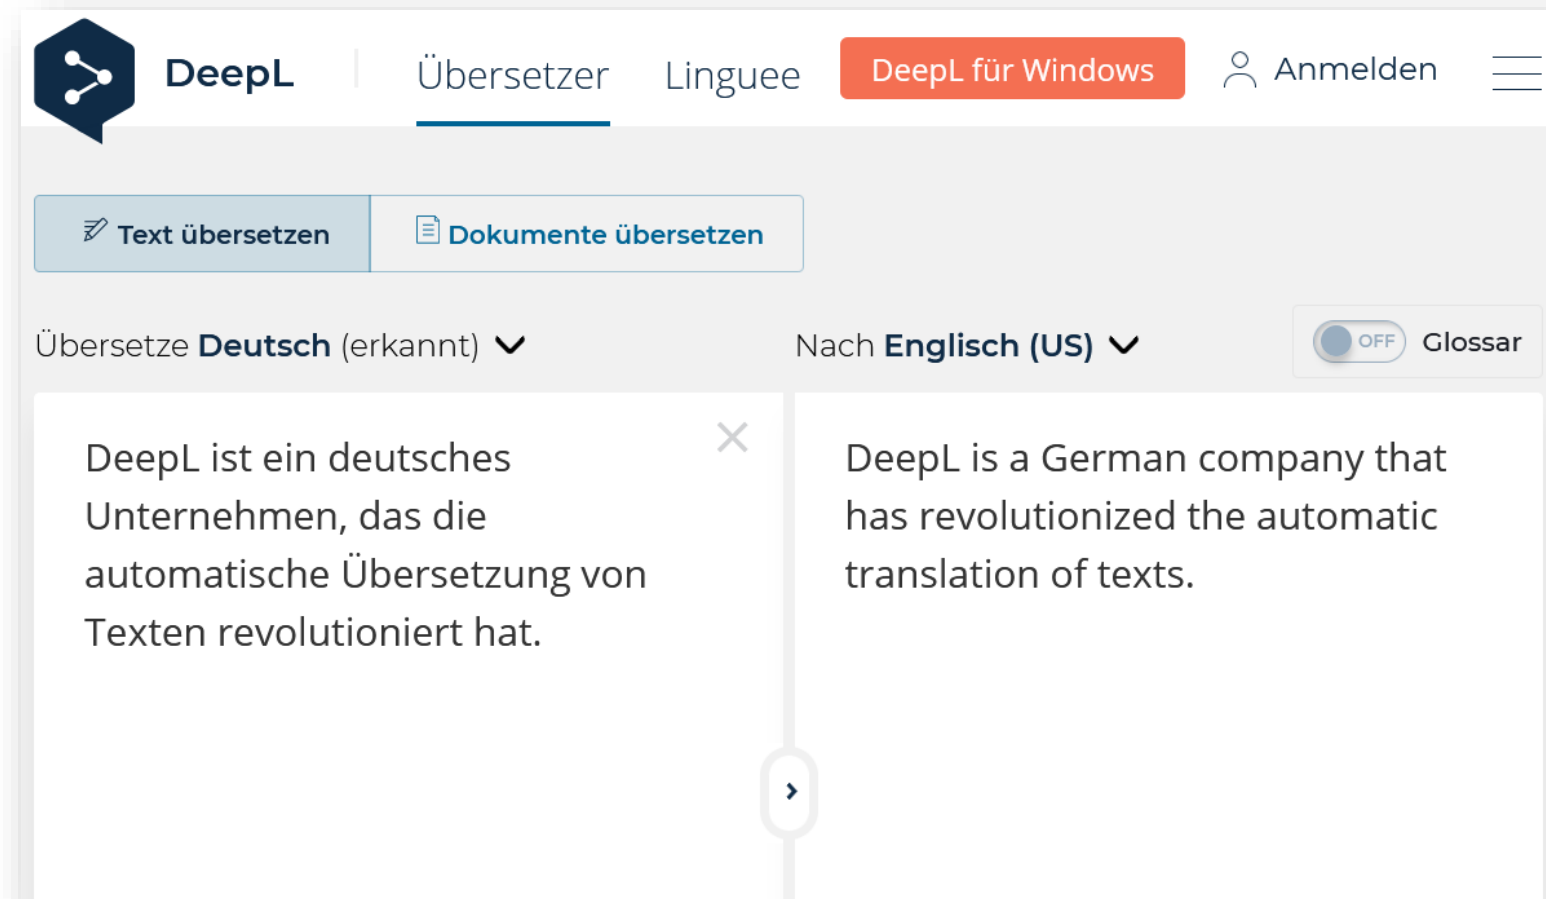 DeepL Übersetzer Linguee DeepL für Windows Anmelden
Text übersetzen Dokumente übersetzen
Übersetze Deutsch (erkannt) Nach Englisch (US) OFF Glossar
DeepL ist ein deutsches
Unternehmen, das die
automatische Übersetzung von
Texten revolutioniert hat.
DeepL is a German company that
has revolutionized the automatic
translation of texts.